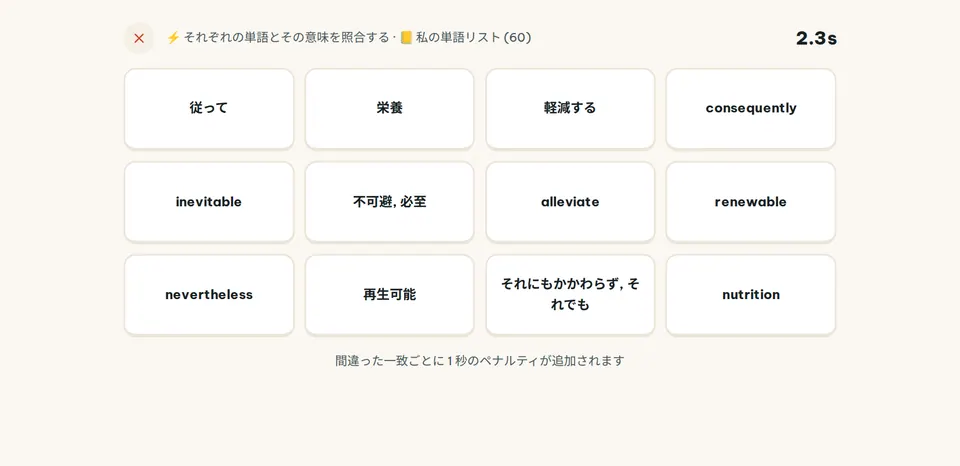 ⚡ それぞれの単語とその意味を照合する · 📒 私の単語リスト (60)
2.3s
従って
栄養
軽減する
consequently
inevitable
不可避, 必至
alleviate
renewable
nevertheless
再生可能
それにもかかわらず, そ
れでも
nutrition
間違った一致ごとに 1 秒のペナルティが追加されます